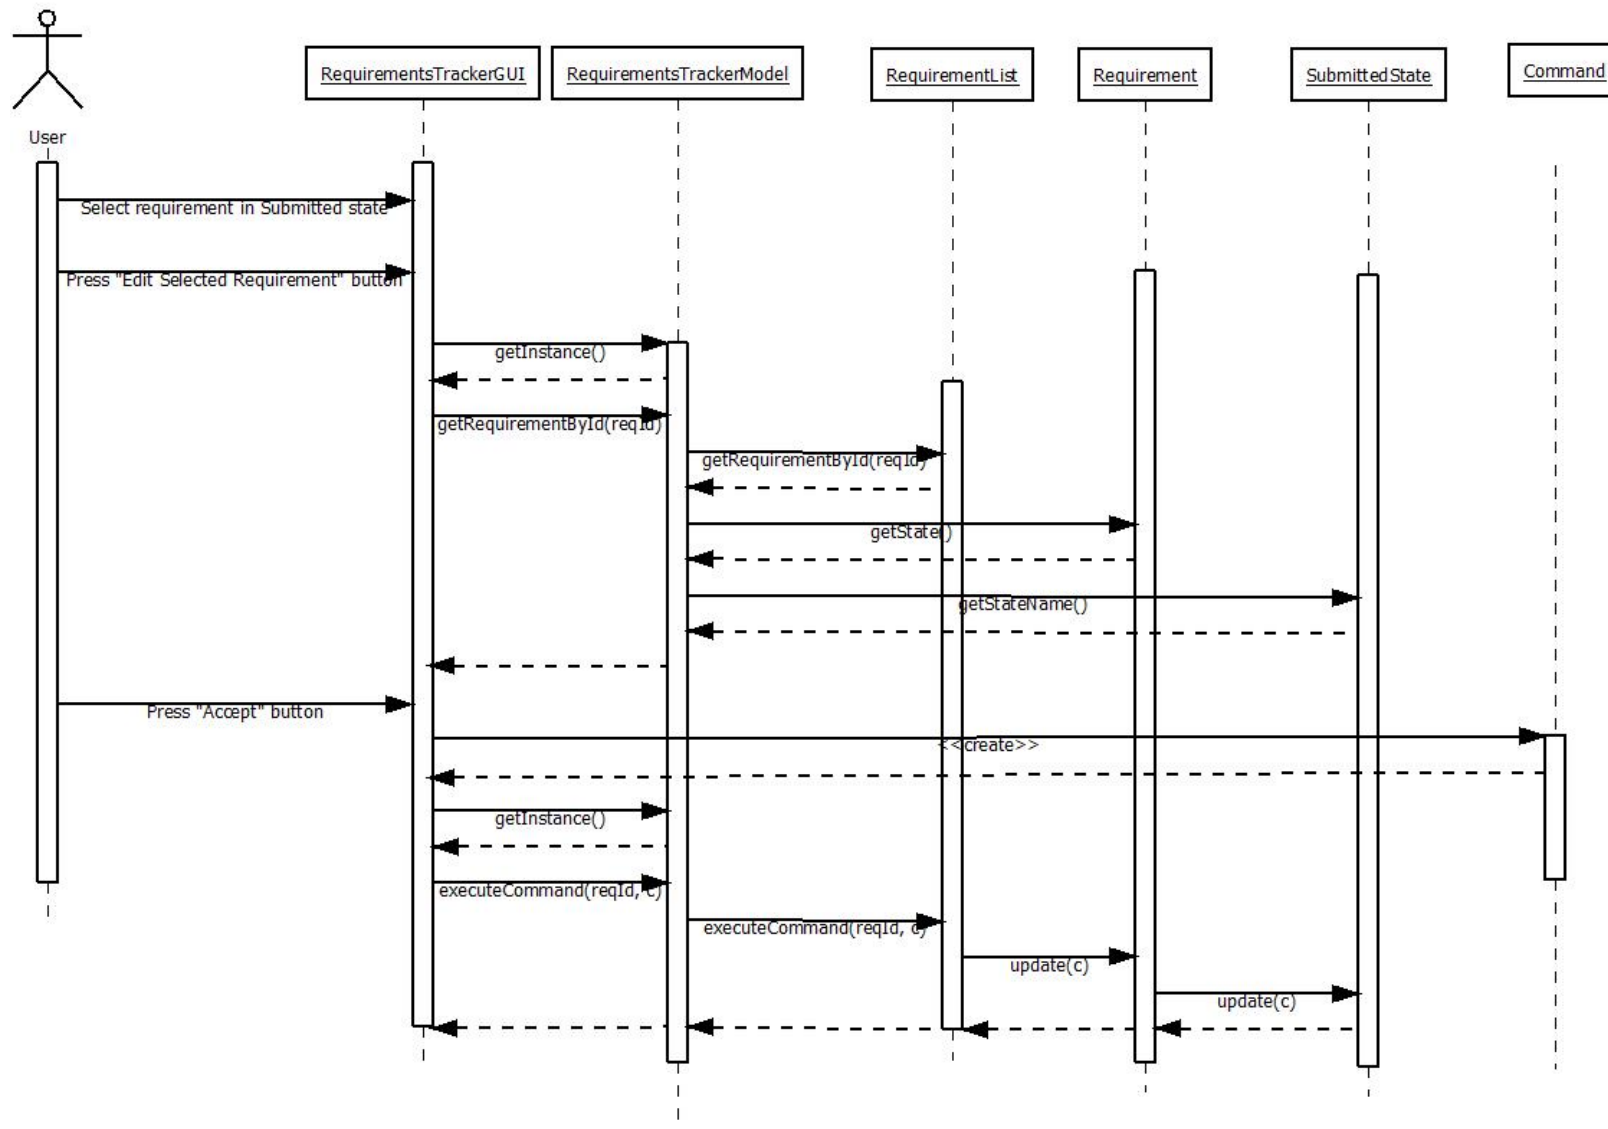 RequirementsTrackerGUI
RequirementsTrackerModel
RequirementList
Requirement
SubmittedState
Command
User
Select requirement in Submitted state
Press "Edit Selected Requirement" button
getInstance()
getRequirementById(reqId)
getRequirementById(reqId)
getState()
getStateName()
Press "Accept" button
<<create>>
getInstance()
executeCommand(reqId, c)
executeCommand(reqId, c)
update(c)
update(c)